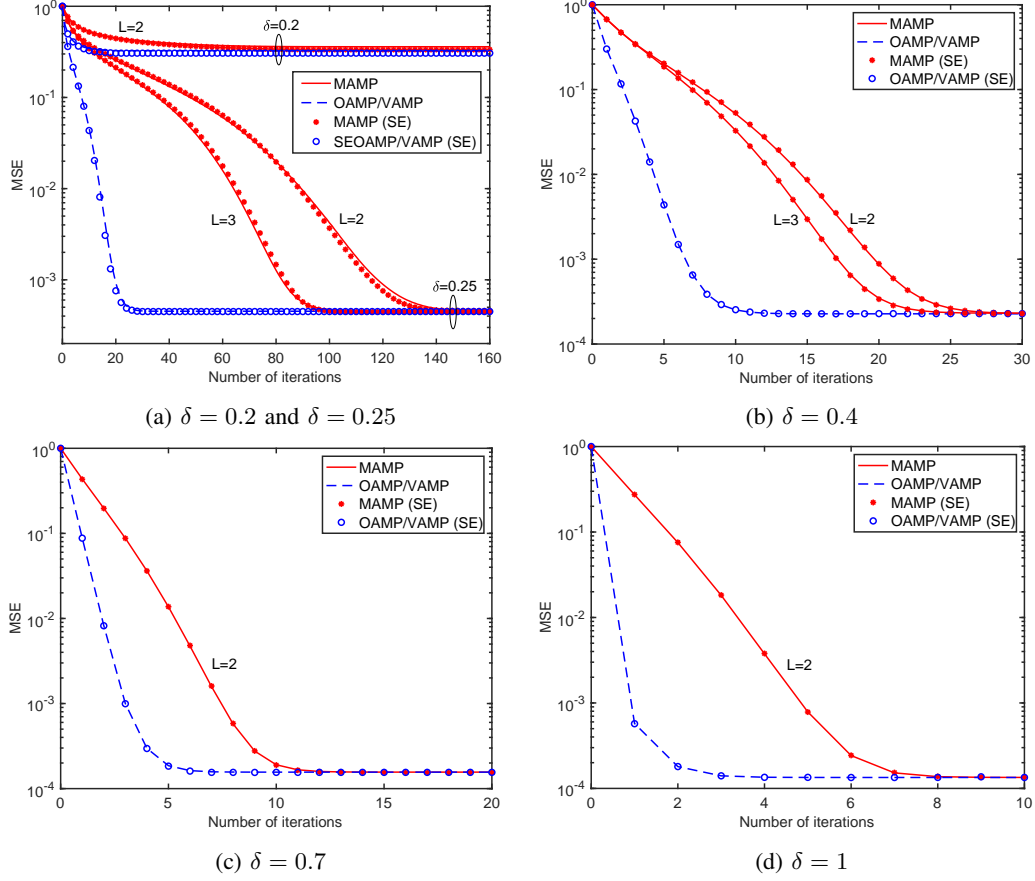 10^0
10^-1
10^-2
10^-3
MSE
0 20 40 60 80 100 120 140 160
Number of iterations
L=2
δ=0.2
MAMP
OAMP/VAMP
MAMP (SE)
SEOAMP/VAMP (SE)
L=3
L=2
δ=0.25
(a) δ = 0.2 and δ = 0.25
10^0
10^-1
10^-2
10^-3
10^-4
MSE
0 5 10 15 20 25 30
Number of iterations
MAMP
OAMP/VAMP
MAMP (SE)
OAMP/VAMP (SE)
L=3
L=2
(b) δ = 0.4
10^0
10^-1
10^-2
10^-3
10^-4
MSE
0 5 10 15 20
Number of iterations
MAMP
OAMP/VAMP
MAMP (SE)
OAMP/VAMP (SE)
L=2
(c) δ = 0.7
10^0
10^-1
10^-2
10^-3
10^-4
MSE
0 2 4 6 8 10
Number of iterations
MAMP
OAMP/VAMP
MAMP (SE)
OAMP/VAMP (SE)
L=2
(d) δ = 1